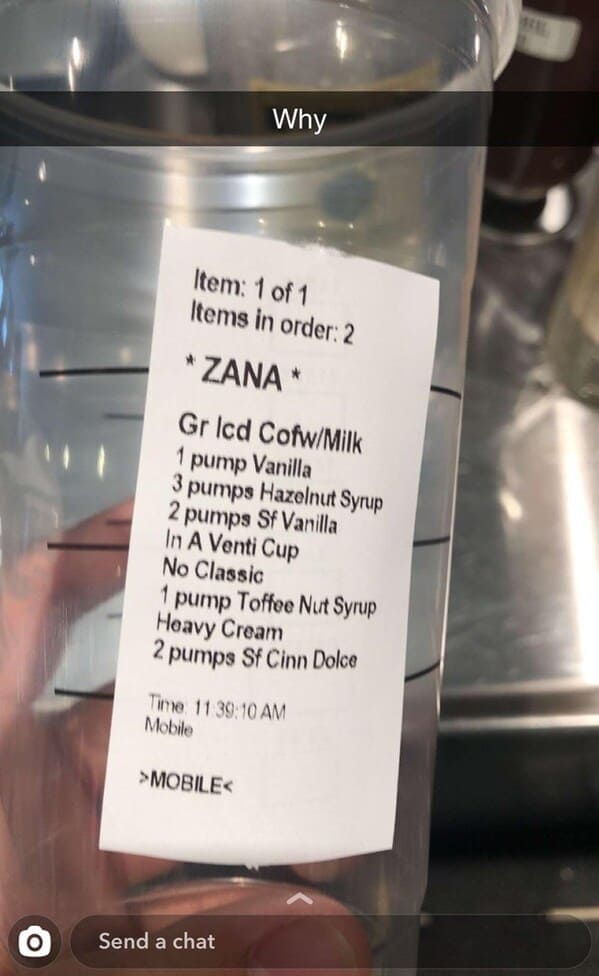 Why
Item: 1 of 1
Items in order: 2
* ZANA *
Gr Icd Cofw/Milk
1 pump Vanilla
3 pumps Hazelnut Syrup
2 pumps Sf Vanilla
In A Venti Cup
No Classic
1 pump Toffee Nut Syrup
Heavy Cream
2 pumps Sf Cinn Dolce
Time: 11:39:10 AM
Mobile
>MOBILE<
Send a chat